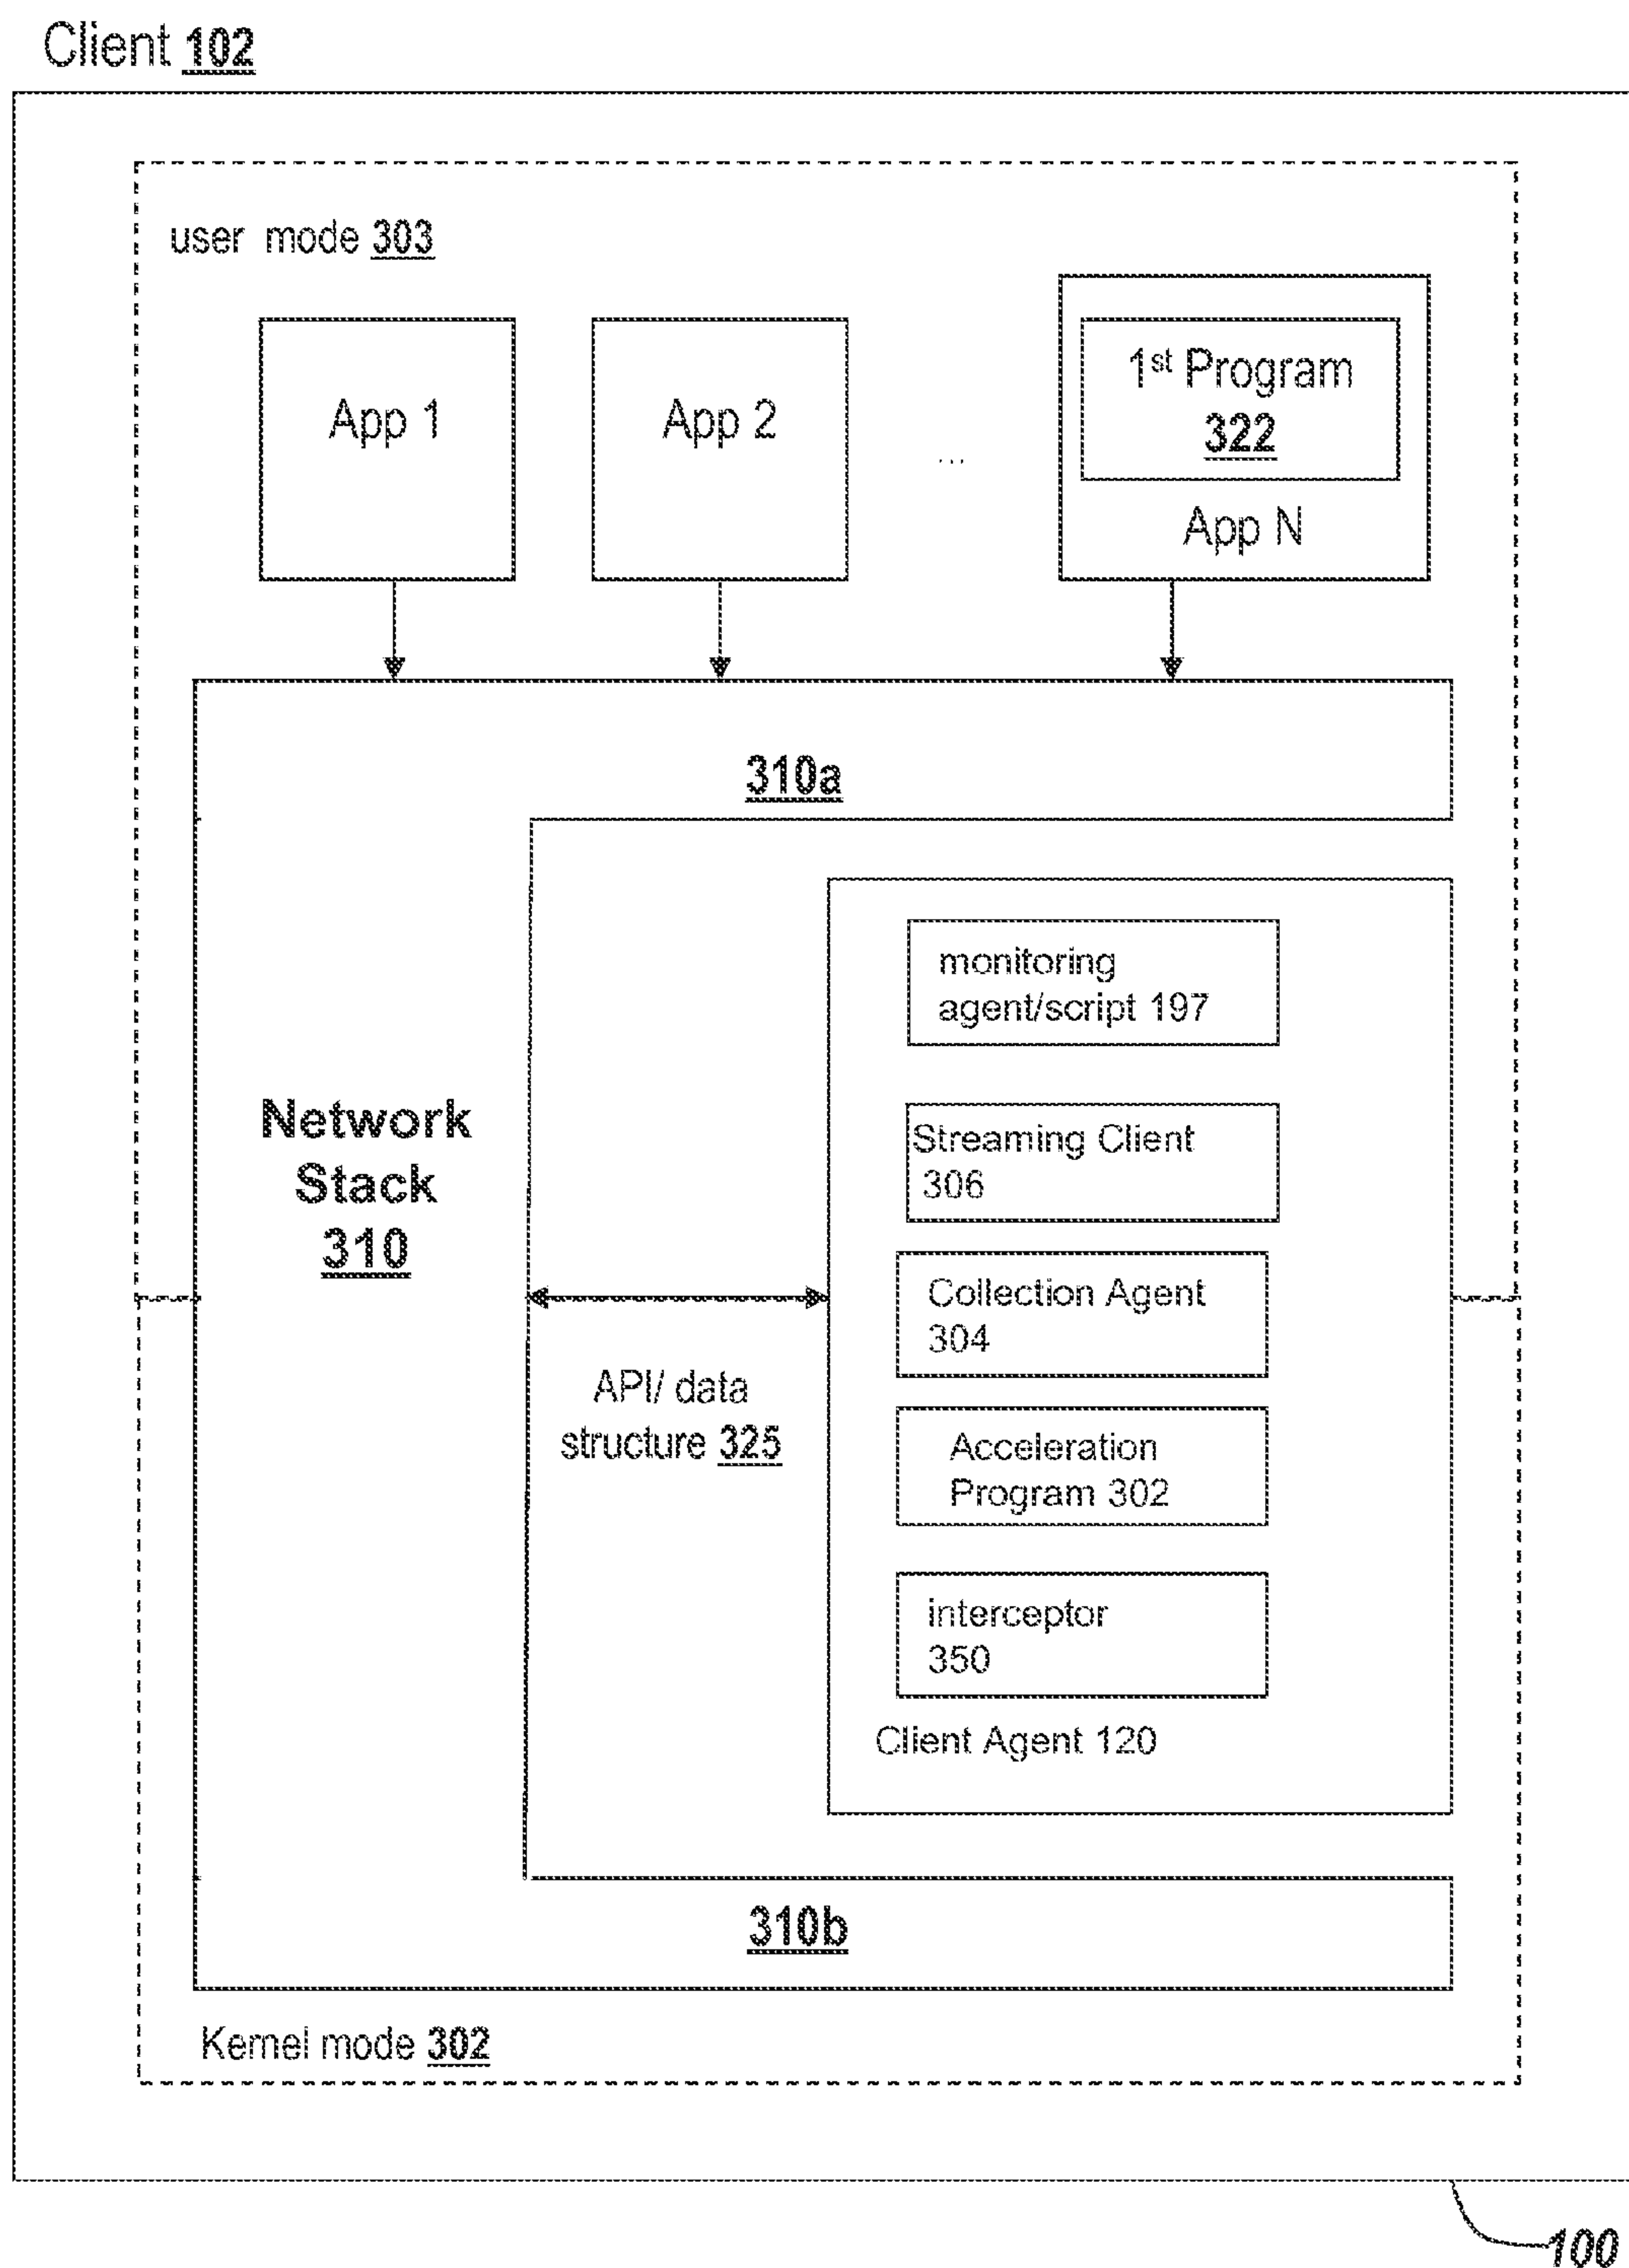 Client 102
user mode 303
App 1
App 2
...
1st Program
322
App N
310a
Network
Stack
310
monitoring
agent/script 197
Streaming Client
306
Collection Agent
304
API/ data
structure 325
Acceleration
Program 302
interceptor
350
Client Agent 120
310b
Kernel mode 302
100